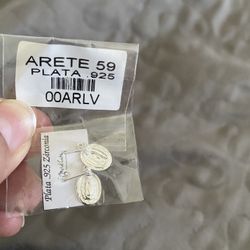 ARETE 59
PLATA .925
00ARLV
Plata .925 Zirconia